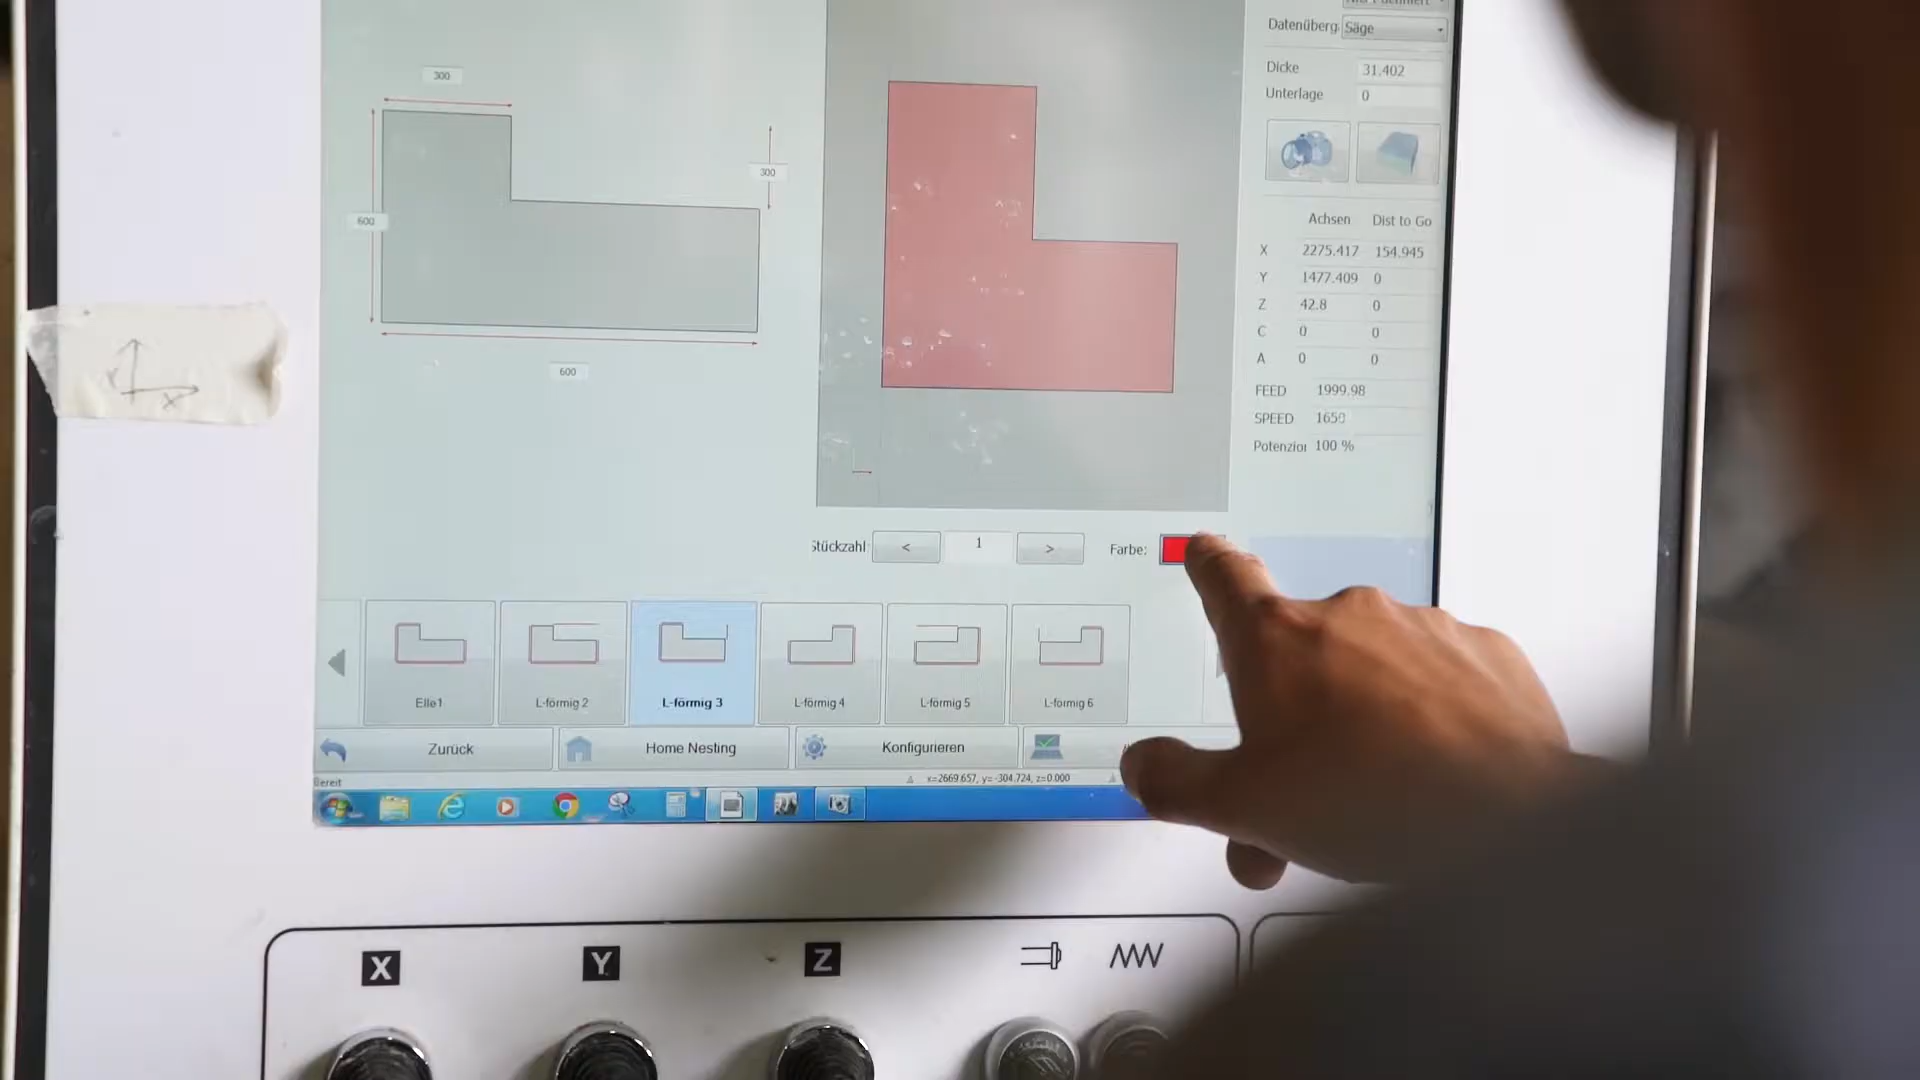 Datenüberg: Säge
Dicke 31.402
Unterlage 0
300
300
600
600
Achsen Dist to Go
X 2275.417 154.945
Y 1477.409 0
Z 42.8 0
C 0 0
A 0 0
FEED 1999.98
SPEED 1650
Potenzior 100 %
Y
X
Stückzahl: < 1 > Farbe:
Elle1 L-förmig 2 L-förmig 3 L-förmig 4 L-förmig 5 L-förmig 6
Zurück Home Nesting Konfigurieren
Bereit x=2669.657, y=-304.724, z=0.000
X Y Z